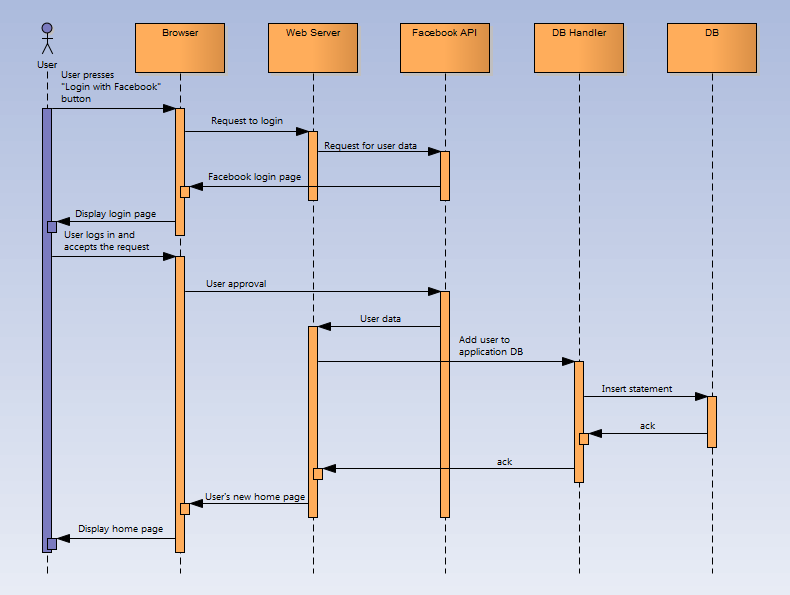 Browser
Web Server
Facebook API
DB Handler
DB
User
User presses
"Login with Facebook"
button
Request to login
Request for user data
Facebook login page
Display login page
User logs in and
accepts the request
User approval
User data
Add user to
application DB
Insert statement
ack
ack
User's new home page
Display home page